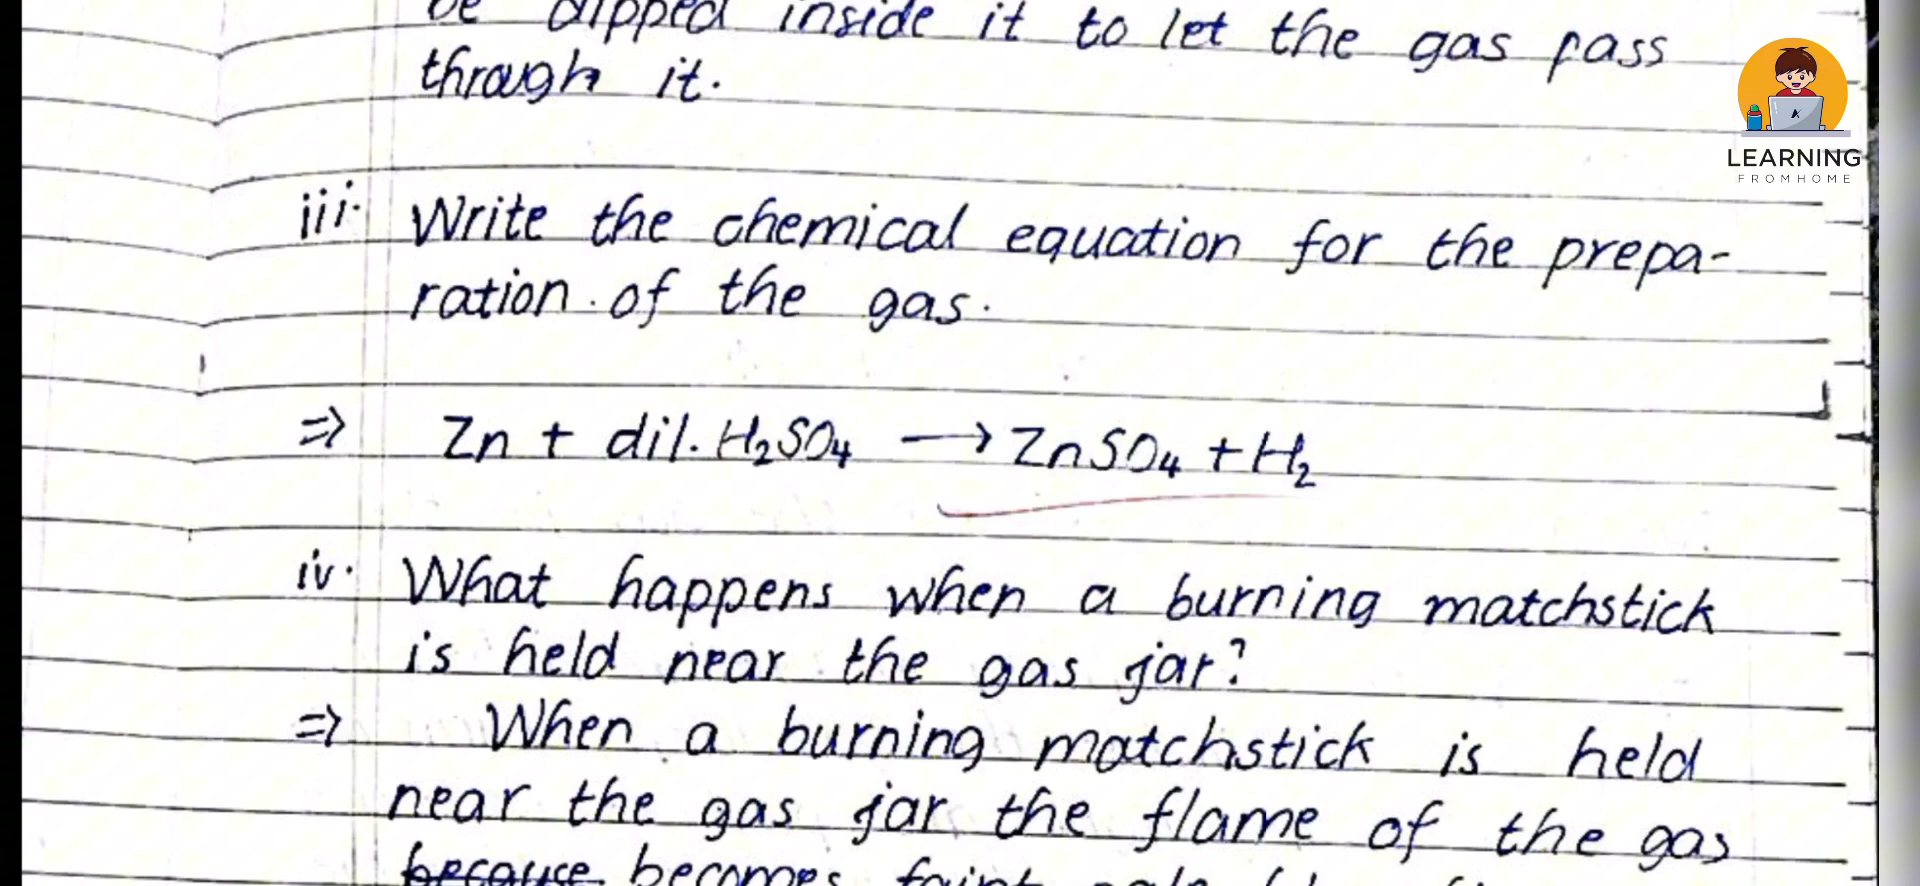 be dipped inside it to let the gas pass
through it.
LEARNING
FROMHOME
iii. Write the chemical equation for the prepa-
ration of the gas.
=> Zn + dil. H₂SO₄ → ZnSO₄ + H₂
iv. What happens when a burning matchstick
is held near the gas jar?
=> When a burning matchstick is held
near the gas jar the flame of the gas
because becomes faint pale